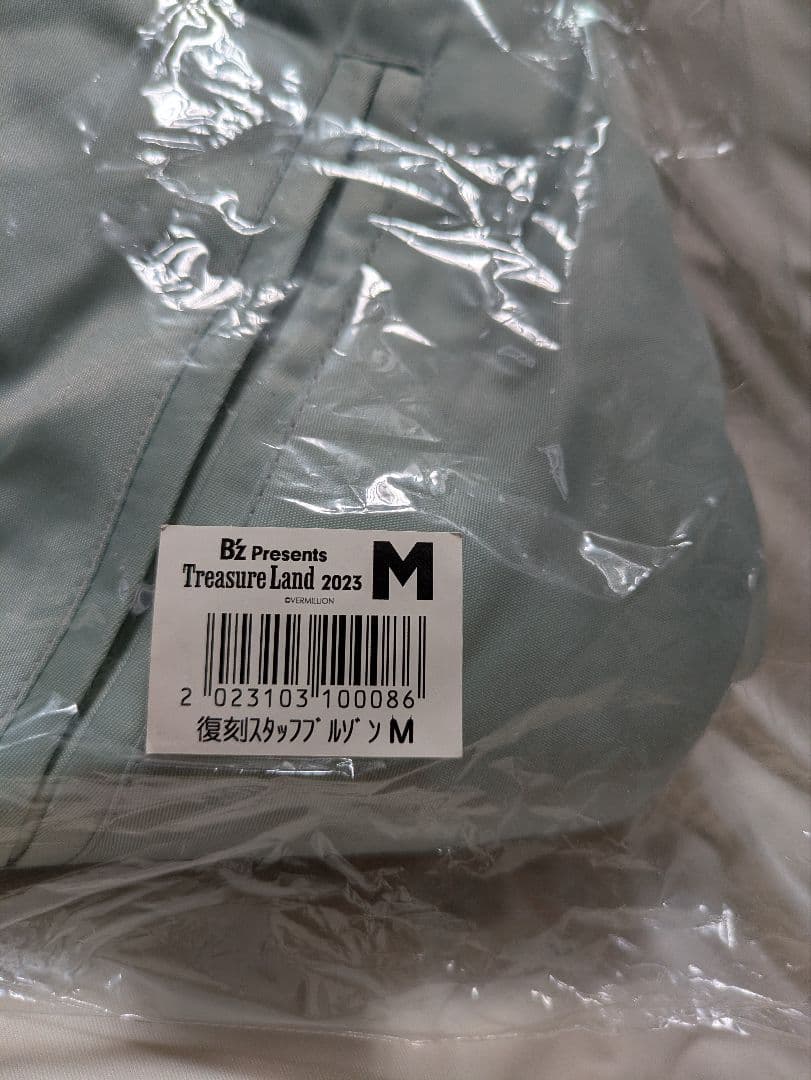 B'z Presents
Treasure Land 2023 M
©VERMILLION
2 023103 100086
復刻ｽﾀｯﾌﾌﾞﾙｿﾞﾝ M